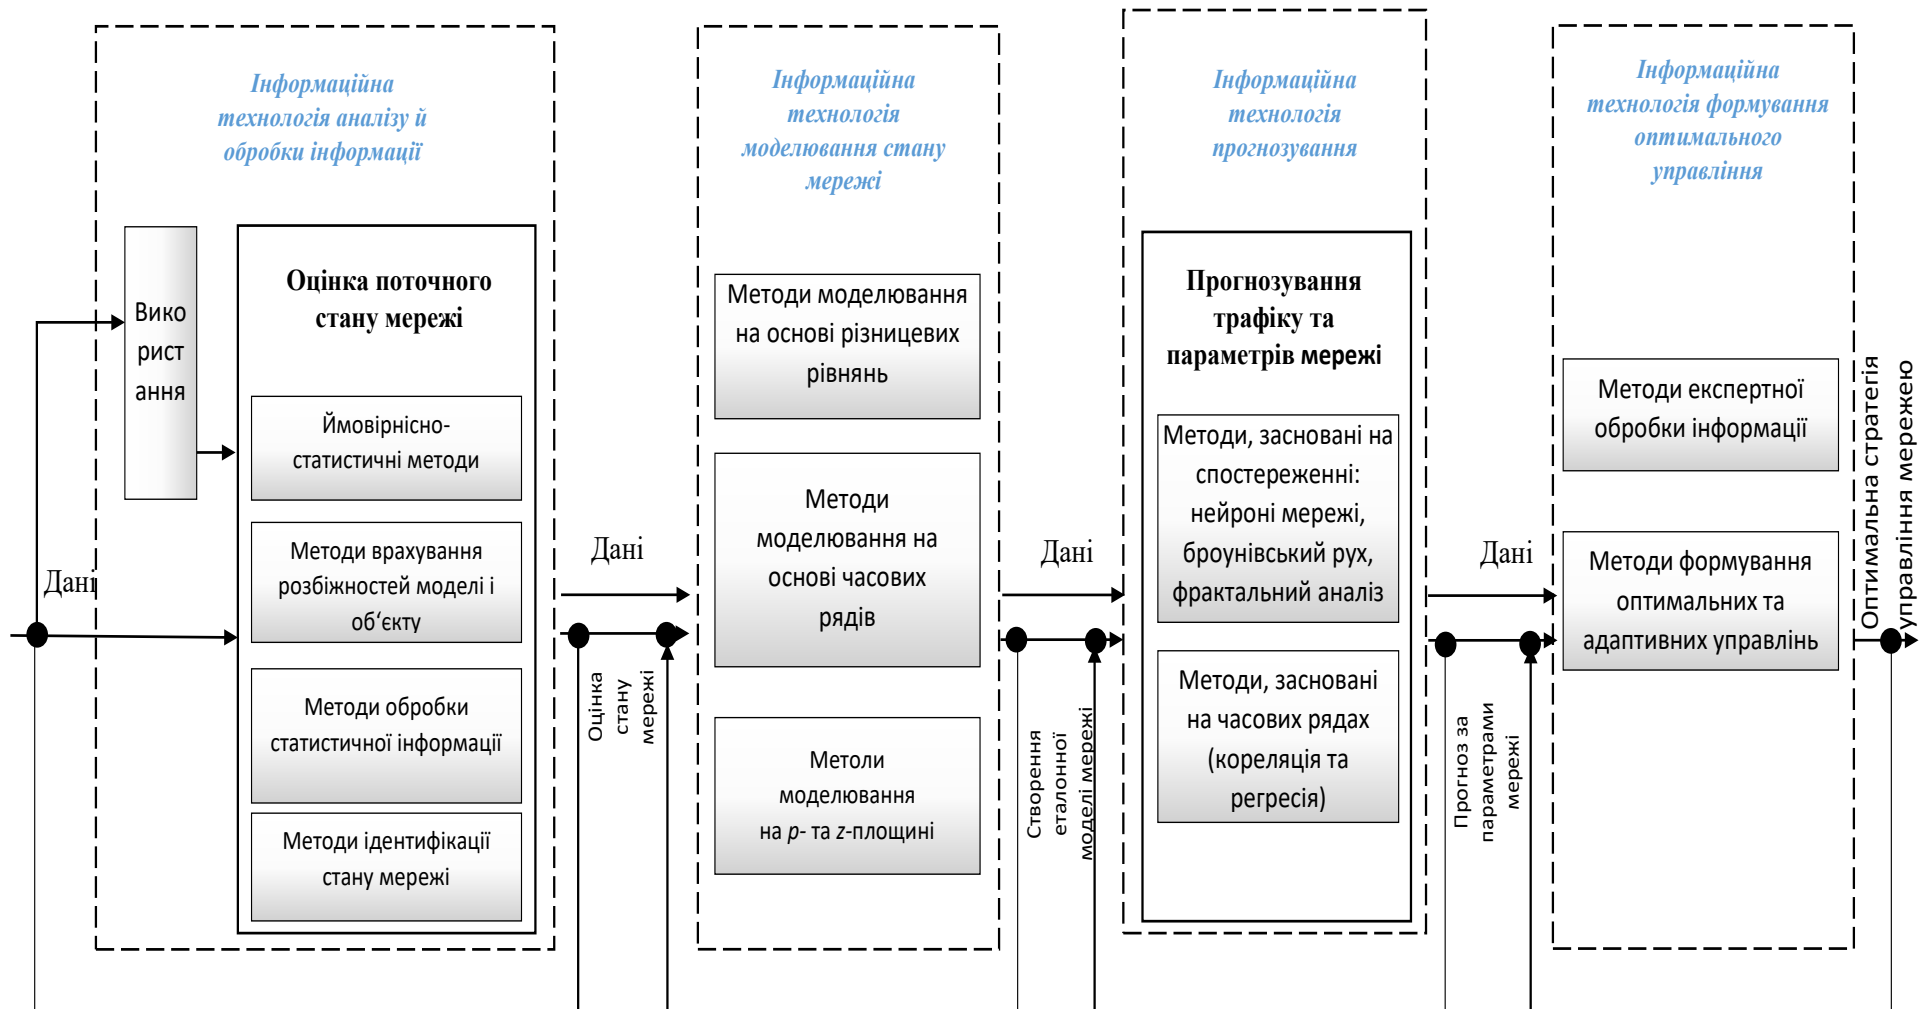 Інформаційна
технологія аналізу й
обробки інформації
Дані
Вико
рист
ання
Оцінка поточного
стану мережі
Ймовірнісно-
статистичні методи
Методи врахування
розбіжностей моделі і
об‘єкту
Методи обробки
статистичної інформації
Методи ідентифікації
стану мережі
Дані
Оцінка
стану
мережі
Інформаційна
технологія
моделювання стану
мережі
Методи моделювання
на основі різницевих
рівнянь
Методи
моделювання на
основі часових
рядів
Метоли
моделювання
на p- та z-площині
Дані
Створення
еталонної
моделі мережі
Інформаційна
технологія
прогнозування
Прогнозування
трафіку та
параметрів мережі
Методи, засновані на
спостереженні:
нейроні мережі,
броунівський рух,
фрактальний аналіз
Методи, засновані
на часових рядах
(кореляція та
регресія)
Дані
Прогноз за
параметрами
мережі
Інформаційна
технологія формування
оптимального
управління
Методи експертної
обробки інформації
Методи формування
оптимальних та
адаптивних управлінь
Оптимальна стратегія
управління мережею